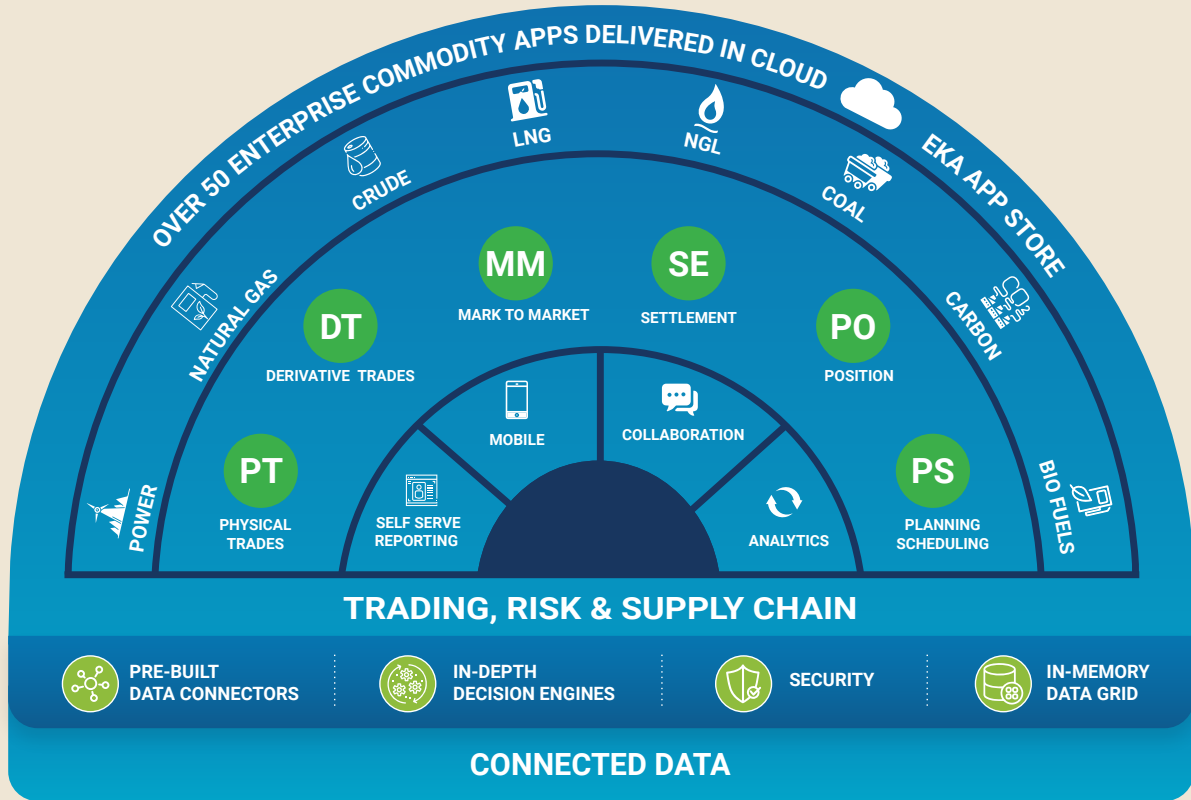 OVER 50 ENTERPRISE COMMODITY APPS DELIVERED IN CLOUD
EKA APP STORE
POWER
NATURAL GAS
CRUDE
LNG
NGL
COAL
CARBON
BIO FUELS
PT
PHYSICAL
TRADES
DT
DERIVATIVE TRADES
MM
MARK TO MARKET
SE
SETTLEMENT
PO
POSITION
PS
PLANNING
SCHEDULING
SELF SERVE
REPORTING
MOBILE
COLLABORATION
ANALYTICS
TRADING, RISK & SUPPLY CHAIN
PRE-BUILT
DATA CONNECTORS
IN-DEPTH
DECISION ENGINES
SECURITY
IN-MEMORY
DATA GRID
CONNECTED DATA